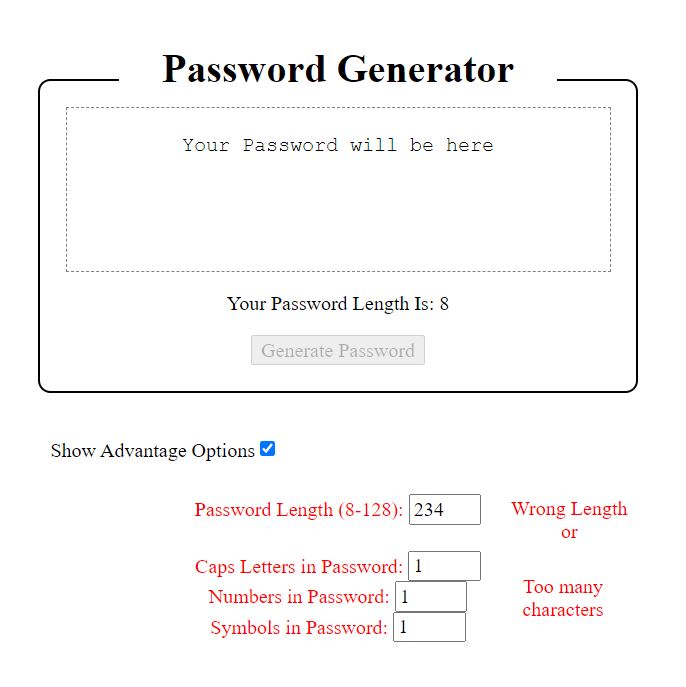 Password Generator
Your Password will be here
Your Password Length Is: 8
Generate Password
Show Advantage Options
Password Length (8-128): 234
Wrong Length
or
Caps Letters in Password: 1
Too many
characters
Numbers in Password: 1
Symbols in Password: 1